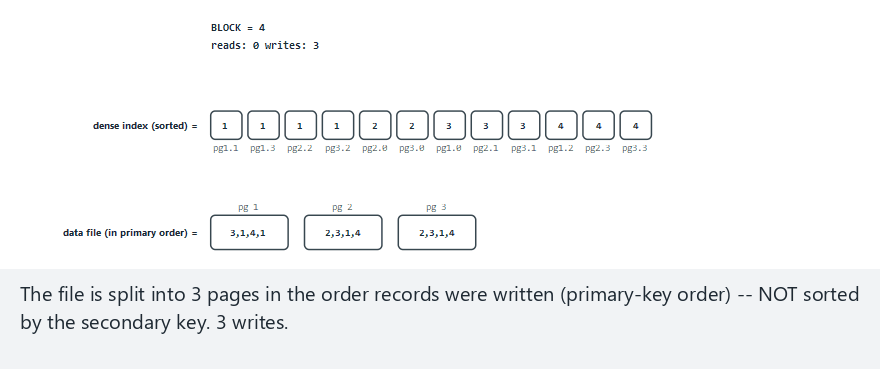 BLOCK = 4
reads: 0 writes: 3
dense index (sorted) = 1 1 1 1 2 2 3 3 3 4 4 4
pg1.1 pg1.3 pg2.2 pg3.2 pg2.0 pg3.0 pg1.0 pg2.1 pg3.1 pg1.2 pg2.3 pg3.3
pg 1 pg 2 pg 3
data file (in primary order) = 3,1,4,1 2,3,1,4 2,3,1,4
The file is split into 3 pages in the order records were written (primary-key order) -- NOT sorted
by the secondary key. 3 writes.